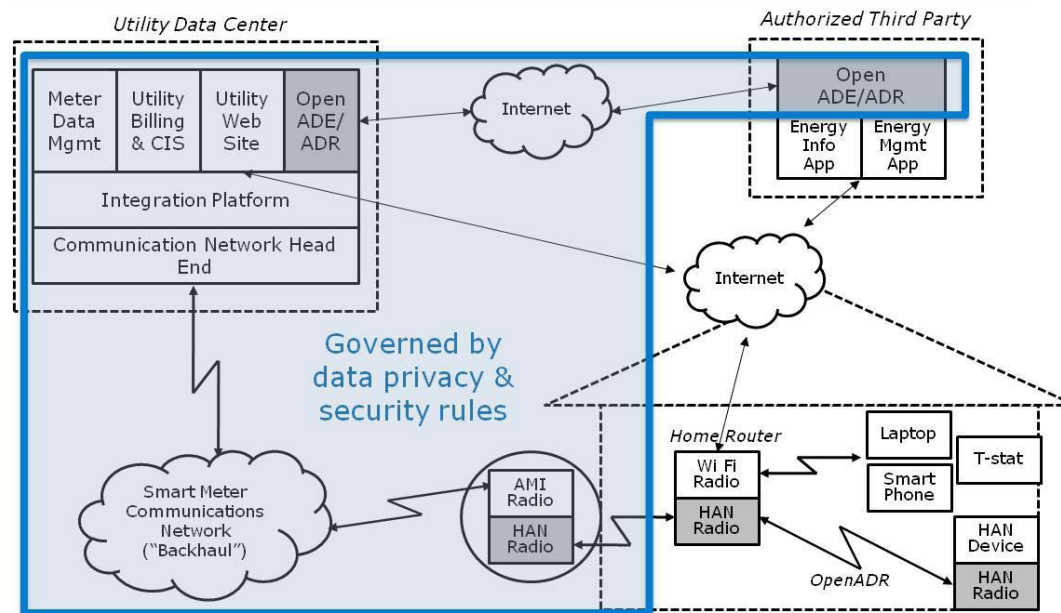 Utility Data Center
Authorized Third Party
Meter
Data
Mgmt
Utility
Billing
& CIS
Utility
Web
Site
Open
ADE/
ADR
Internet
Open
ADE/ADR
Energy
Info
App
Energy
Mgmt
App
Integration Platform
Communication Network Head
End
Internet
Governed by
data privacy &
security rules
Smart Meter
Communications
Network
("Backhaul")
AMI
Radio
HAN
Radio
Home Router
Wi Fi
Radio
HAN
Radio
Laptop
Smart
Phone
T-stat
HAN
Device
HAN
Radio
OpenADR